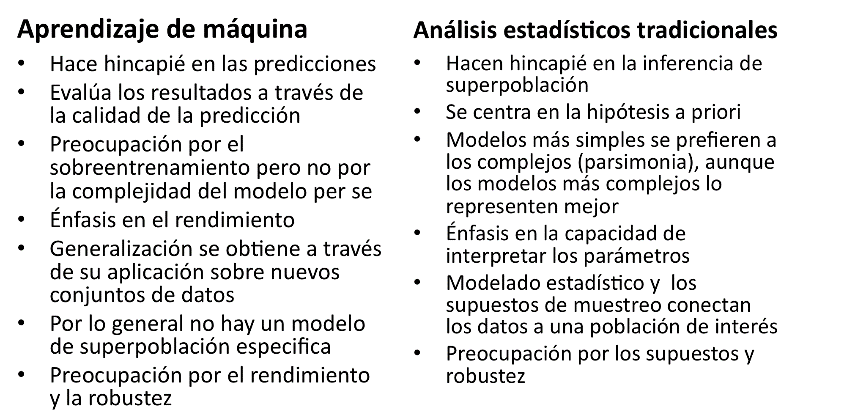 Aprendizaje de máquina
• Hace hincapié en las predicciones
• Evalúa los resultados a través de
la calidad de la predicción
• Preocupación por el
sobreentrenamiento pero no por
la complejidad del modelo per se
• Énfasis en el rendimiento
• Generalización se obtiene a través
de su aplicación sobre nuevos
conjuntos de datos
• Por lo general no hay un modelo
de superpoblación especifica
• Preocupación por el rendimiento
y la robustez
Análisis estadísticos tradicionales
• Hacen hincapié en la inferencia de
superpoblación
• Se centra en la hipótesis a priori
• Modelos más simples se prefieren a
los complejos (parsimonia), aunque
los modelos más complejos lo
representen mejor
• Énfasis en la capacidad de
interpretar los parámetros
• Modelado estadístico y los
supuestos de muestreo conectan
los datos a una población de interés
• Preocupación por los supuestos y
robustez